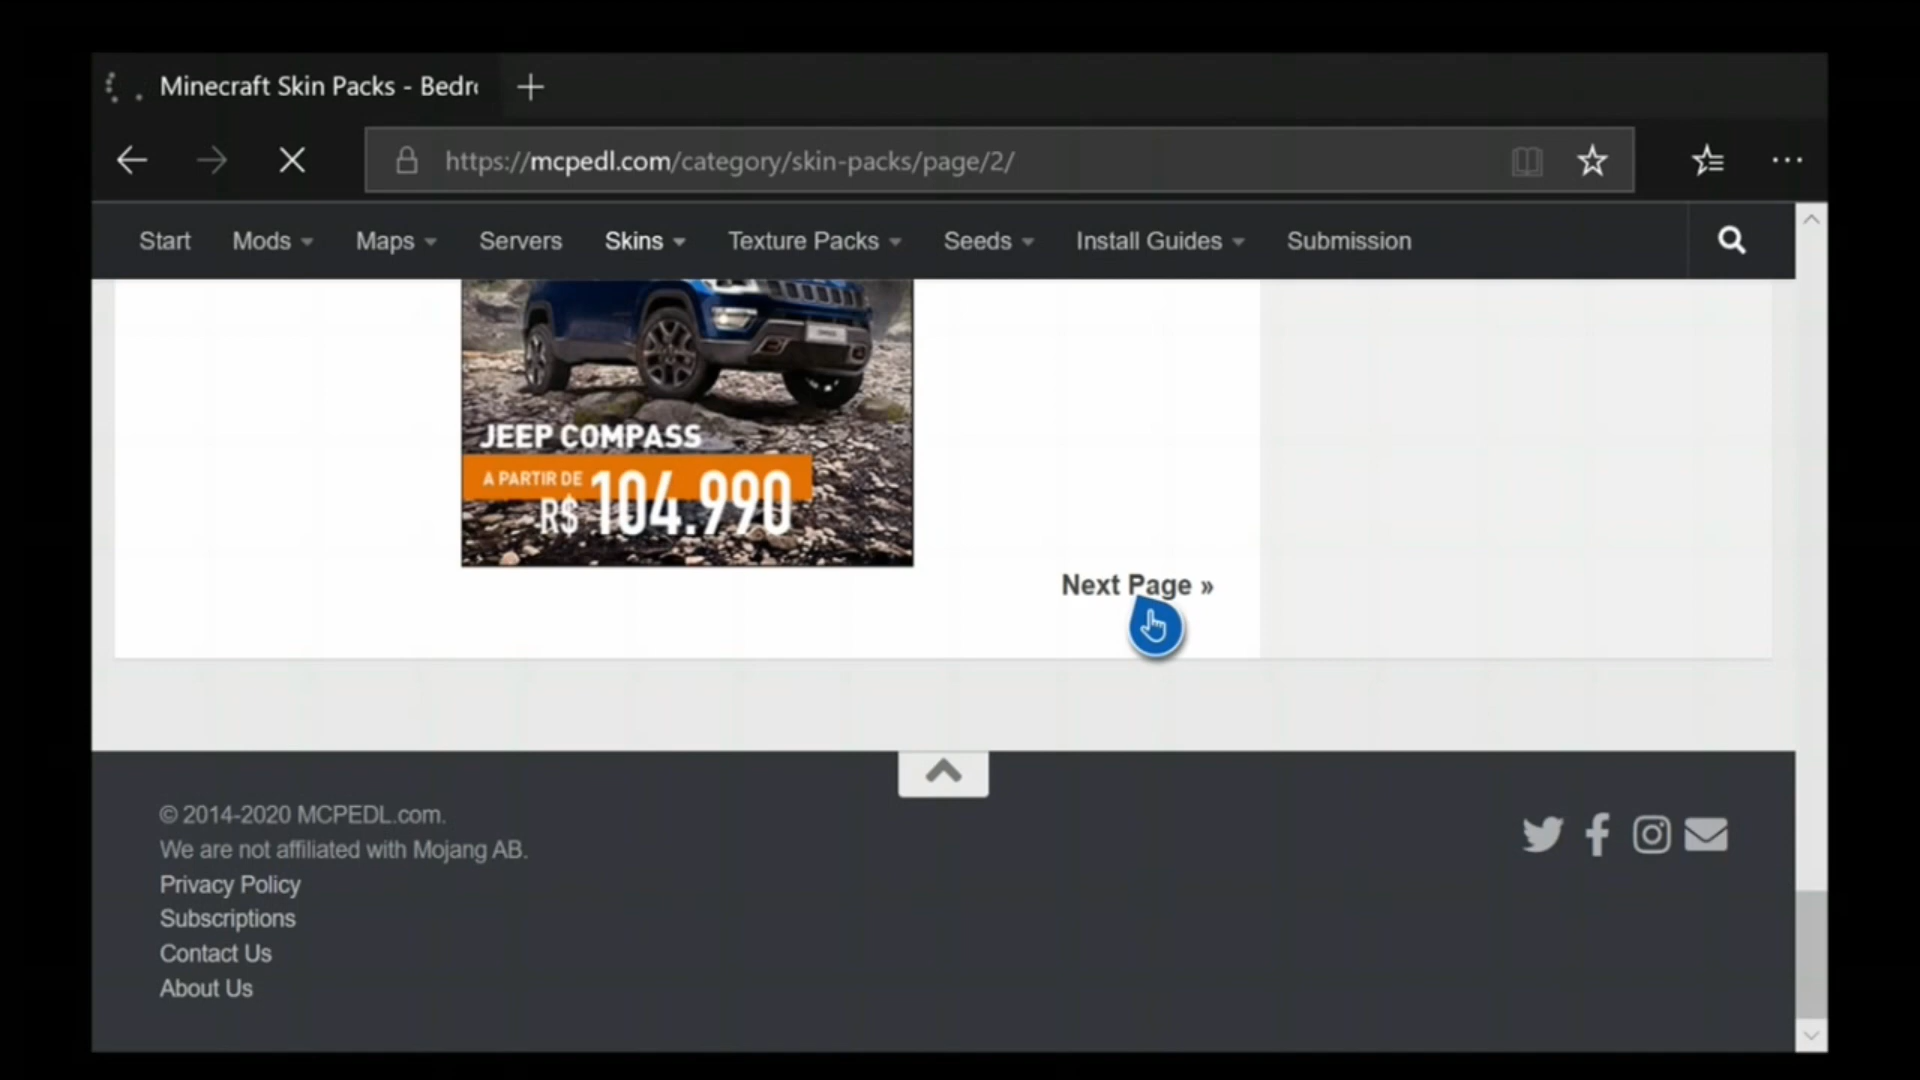 Minecraft Skin Packs - Bedr
https://mcpedl.com/category/skin-packs/page/2/
Start Mods Maps Servers Skins Texture Packs Seeds Install Guides Submission
JEEP COMPASS
A PARTIR DE
R$ 104.990
Next Page »
© 2014-2020 MCPEDL.com.
We are not affiliated with Mojang AB.
Privacy Policy
Subscriptions
Contact Us
About Us